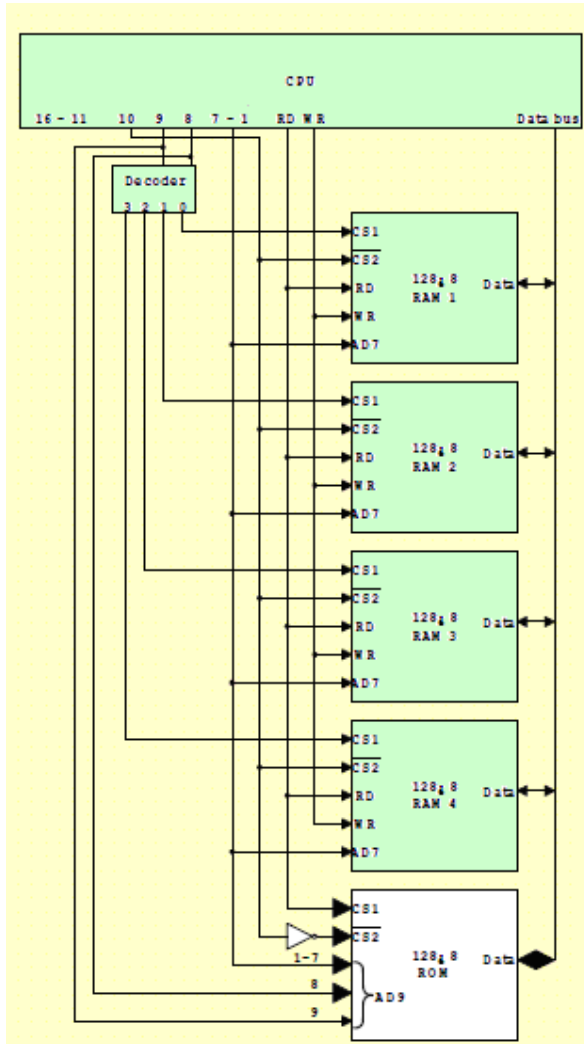 CPU
16 - 11 10 9 8 7 - 1 RD WR Data bus
Decoder
3 2 1 0
CS1
CS2
RD
WR
AD7
128¡8
RAM 1
Data
CS1
CS2
RD
WR
AD7
128¡8
RAM 2
Data
CS1
CS2
RD
WR
AD7
128¡8
RAM 3
Data
CS1
CS2
RD
WR
AD7
128¡8
RAM 4
Data
CS1
CS2
1-7
8
9
AD9
128¡8
ROM
Data